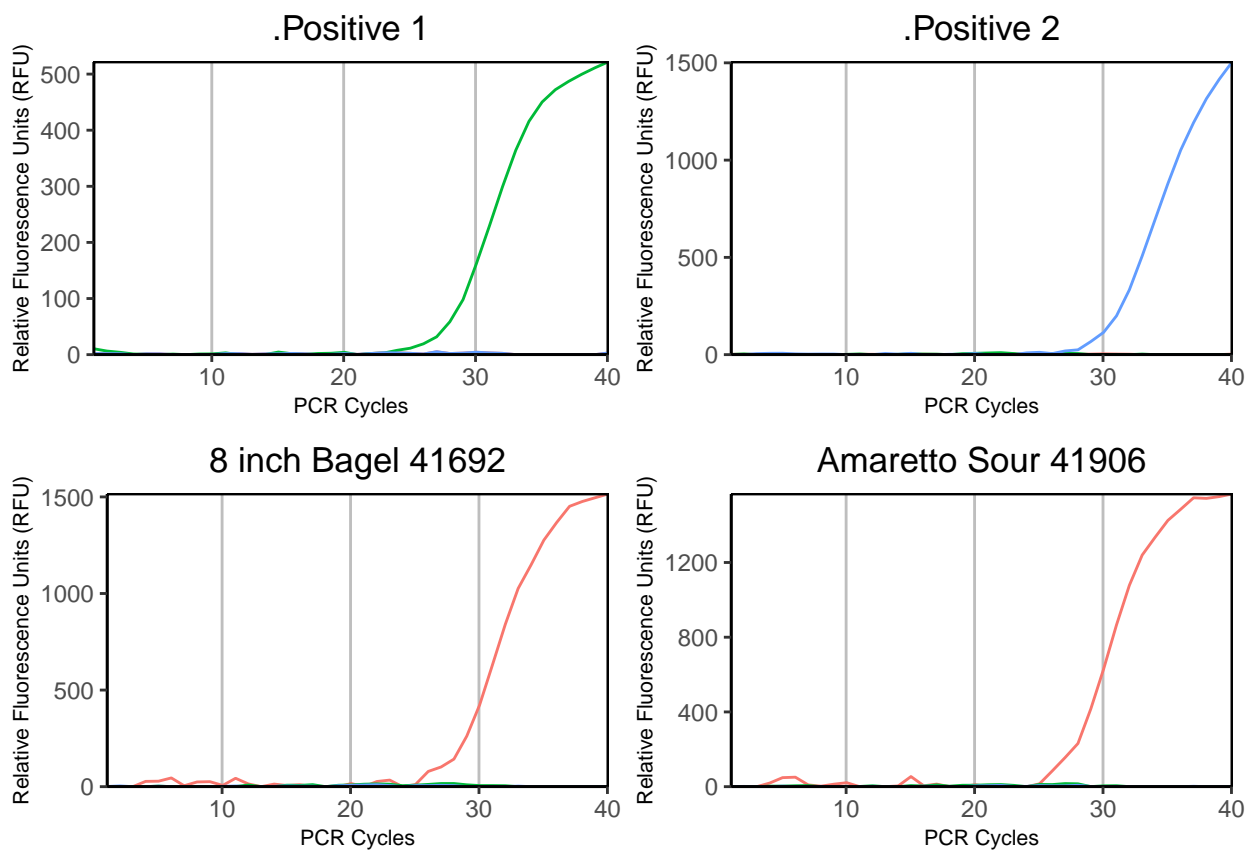 .Positive 1
Relative Fluorescence Units (RFU)
500
400
300
200
100
0
10
20
30
40
PCR Cycles
.Positive 2
Relative Fluorescence Units (RFU)
1500
1000
500
0
10
20
30
40
PCR Cycles
8 inch Bagel 41692
Relative Fluorescence Units (RFU)
1500
1000
500
0
10
20
30
40
PCR Cycles
Amaretto Sour 41906
Relative Fluorescence Units (RFU)
1200
800
400
0
10
20
30
40
PCR Cycles